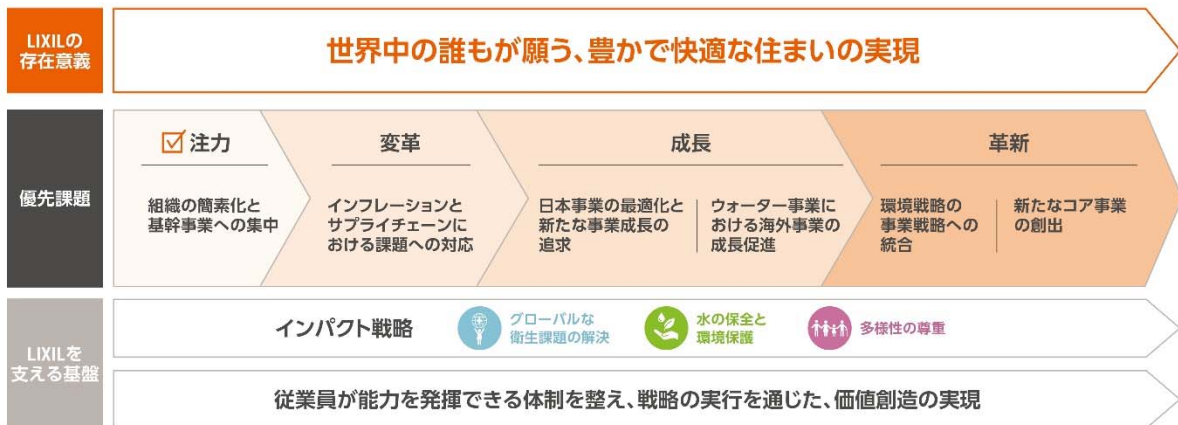 LIXILの
存在意義
世界中の誰もが願う、豊かで快適な住まいの実現
優先課題
注力
組織の簡素化と
基幹事業への集中
変革
インフレーションと
サプライチェーンに
おける課題への対応
成長
日本事業の最適化と
新たな事業成長の
追求
ウォーター事業に
おける海外事業の
成長促進
革新
環境戦略の
事業戦略への
統合
新たなコア事業
の創出
LIXILを
支える基盤
インパクト戦略
グローバルな
衛生課題の解決
水の保全と
環境保護
多様性の尊重
従業員が能力を発揮できる体制を整え、戦略の実行を通じた、価値創造の実現